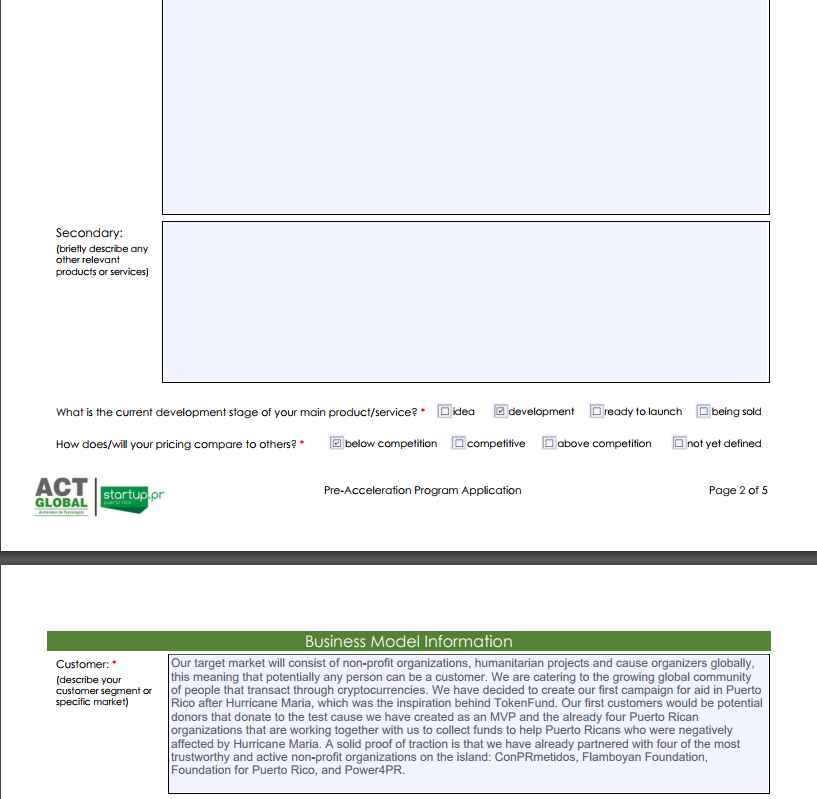 Secondary:
(briefly describe any
other relevant
products or services)
What is the current development stage of your main product/service? * idea development ready to launch being sold
How does/will your pricing compare to others? * below competition competitive above competition not yet defined
ACT
GLOBAL
Acelerador de Tecnologías
startup.pr
puerto rico
Pre-Acceleration Program Application
Page 2 of 5
Business Model Information
Customer: *
(describe your
customer segment or
specific market)
Our target market will consist of non-profit organizations, humanitarian projects and cause organizers globally,
this meaning that potentially any person can be a customer. We are catering to the growing global community
of people that transact through cryptocurrencies. We have decided to create our first campaign for aid in Puerto
Rico after Hurricane Maria, which was the inspiration behind TokenFund. Our first customers would be potential
donors that donate to the test cause we have created as an MVP and the already four Puerto Rican
organizations that are working together with us to collect funds to help Puerto Ricans who were negatively
affected by Hurricane Maria. A solid proof of traction is that we have already partnered with four of the most
trustworthy and active non-profit organizations on the island: ConPRmetidos, Flamboyan Foundation,
Foundation for Puerto Rico, and Power4PR.